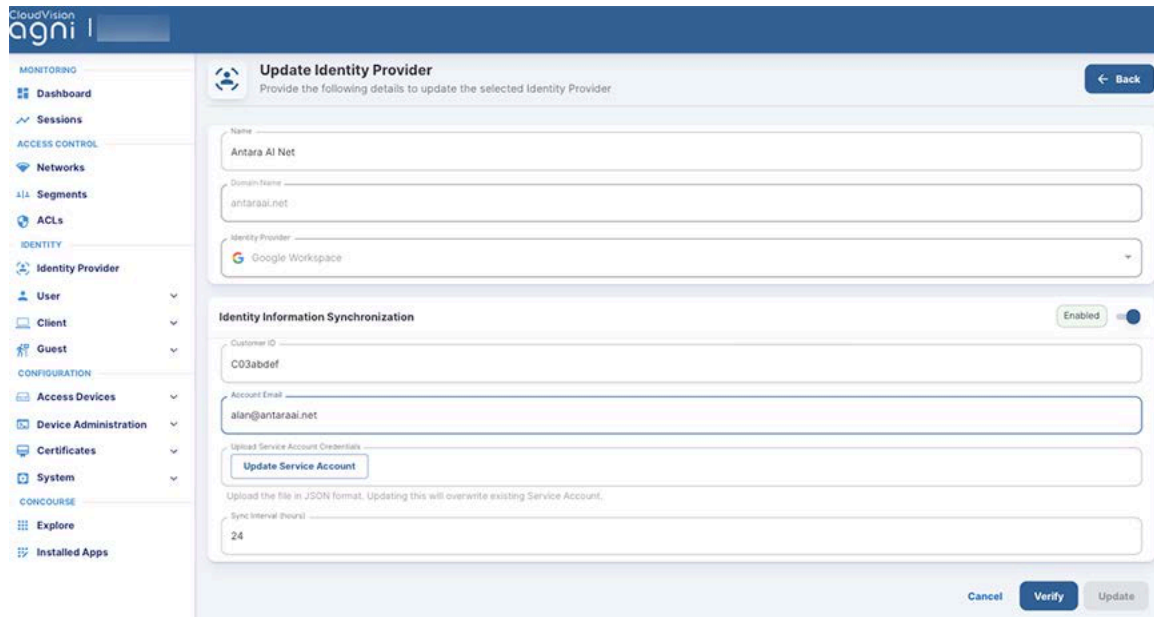 CloudVision
agni |
MONITORING
Dashboard
Sessions
ACCESS CONTROL
Networks
Segments
ACLs
IDENTITY
Identity Provider
User
Client
Guest
CONFIGURATION
Access Devices
Device Administration
Certificates
System
CONCOURSE
Explore
Installed Apps
Update Identity Provider
Provide the following details to update the selected Identity Provider
← Back
Name
Antara AI Net
Domain Name
antaraai.net
Identity Provider
Google Workspace
Identity Information Synchronization
Enabled
Customer ID
C03abdef
Account Email
alan@antaraai.net
Upload Service Account Credentials
Update Service Account
Upload the file in JSON format. Updating this will overwrite existing Service Account.
Sync Interval (hours)
24
Cancel
Verify
Update